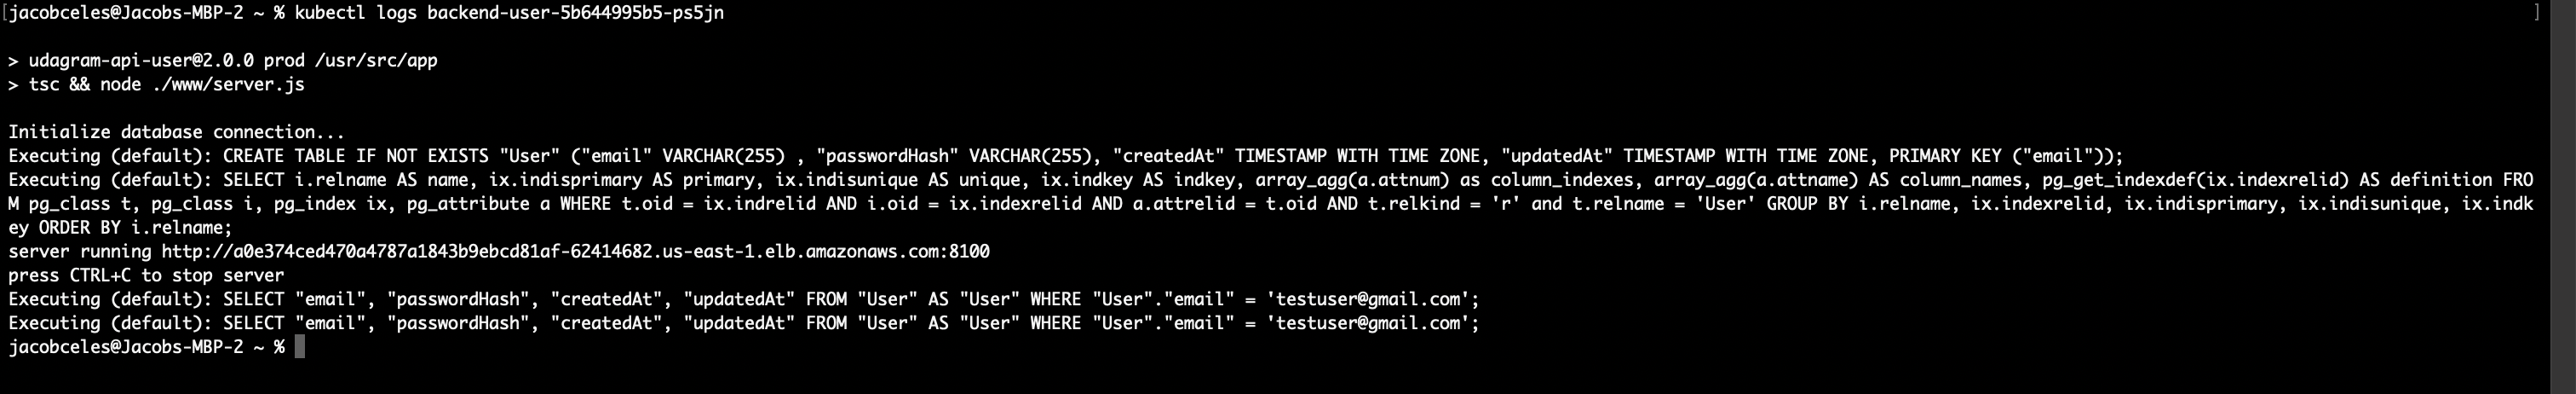 [jacobceles@Jacobs-MBP-2 ~ % kubectl logs backend-user-5b644995b5-ps5jn ]
> udagram-api-user@2.0.0 prod /usr/src/app
> tsc && node ./www/server.js
Initialize database connection...
Executing (default): CREATE TABLE IF NOT EXISTS "User" ("email" VARCHAR(255) , "passwordHash" VARCHAR(255), "createdAt" TIMESTAMP WITH TIME ZONE, "updatedAt" TIMESTAMP WITH TIME ZONE, PRIMARY KEY ("email"));
Executing (default): SELECT i.relname AS name, ix.indisprimary AS primary, ix.indisunique AS unique, ix.indkey AS indkey, array_agg(a.attnum) as column_indexes, array_agg(a.attname) AS column_names, pg_get_indexdef(ix.indexrelid) AS definition FRO
M pg_class t, pg_class i, pg_index ix, pg_attribute a WHERE t.oid = ix.indrelid AND i.oid = ix.indexrelid AND a.attrelid = t.oid AND t.relkind = 'r' and t.relname = 'User' GROUP BY i.relname, ix.indexrelid, ix.indisprimary, ix.indisunique, ix.indk
ey ORDER BY i.relname;
server running http://a0e374ced470a4787a1843b9ebcd81af-62414682.us-east-1.elb.amazonaws.com:8100
press CTRL+C to stop server
Executing (default): SELECT "email", "passwordHash", "createdAt", "updatedAt" FROM "User" AS "User" WHERE "User"."email" = 'testuser@gmail.com';
Executing (default): SELECT "email", "passwordHash", "createdAt", "updatedAt" FROM "User" AS "User" WHERE "User"."email" = 'testuser@gmail.com';
jacobceles@Jacobs-MBP-2 ~ %